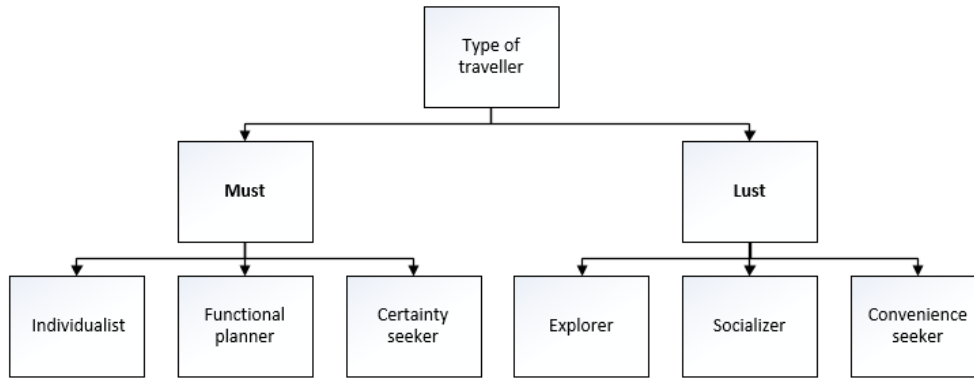 Type of
traveller
Must
Lust
Individualist
Functional
planner
Certainty
seeker
Explorer
Socializer
Convenience
seeker